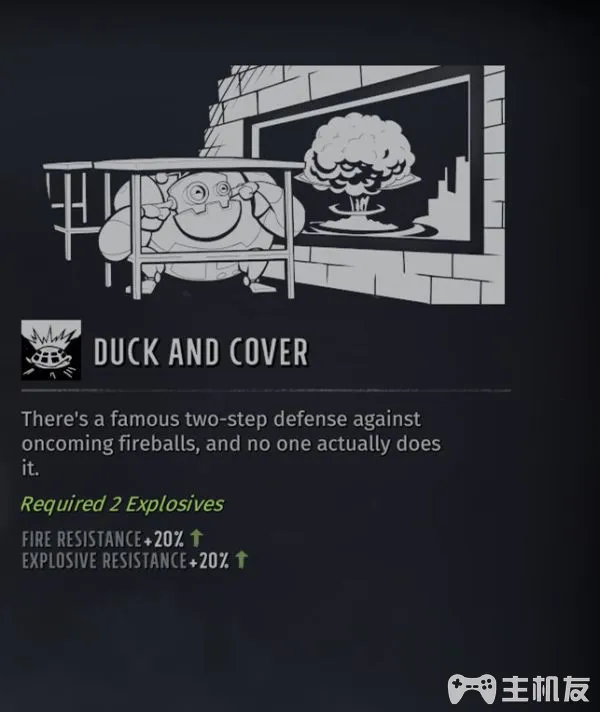 DUCK AND COVER
There's a famous two-step defense against
oncoming fireballs, and no one actually does
it.
Required 2 Explosives
FIRE RESISTANCE+20%
EXPLOSIVE RESISTANCE+20%
主机友